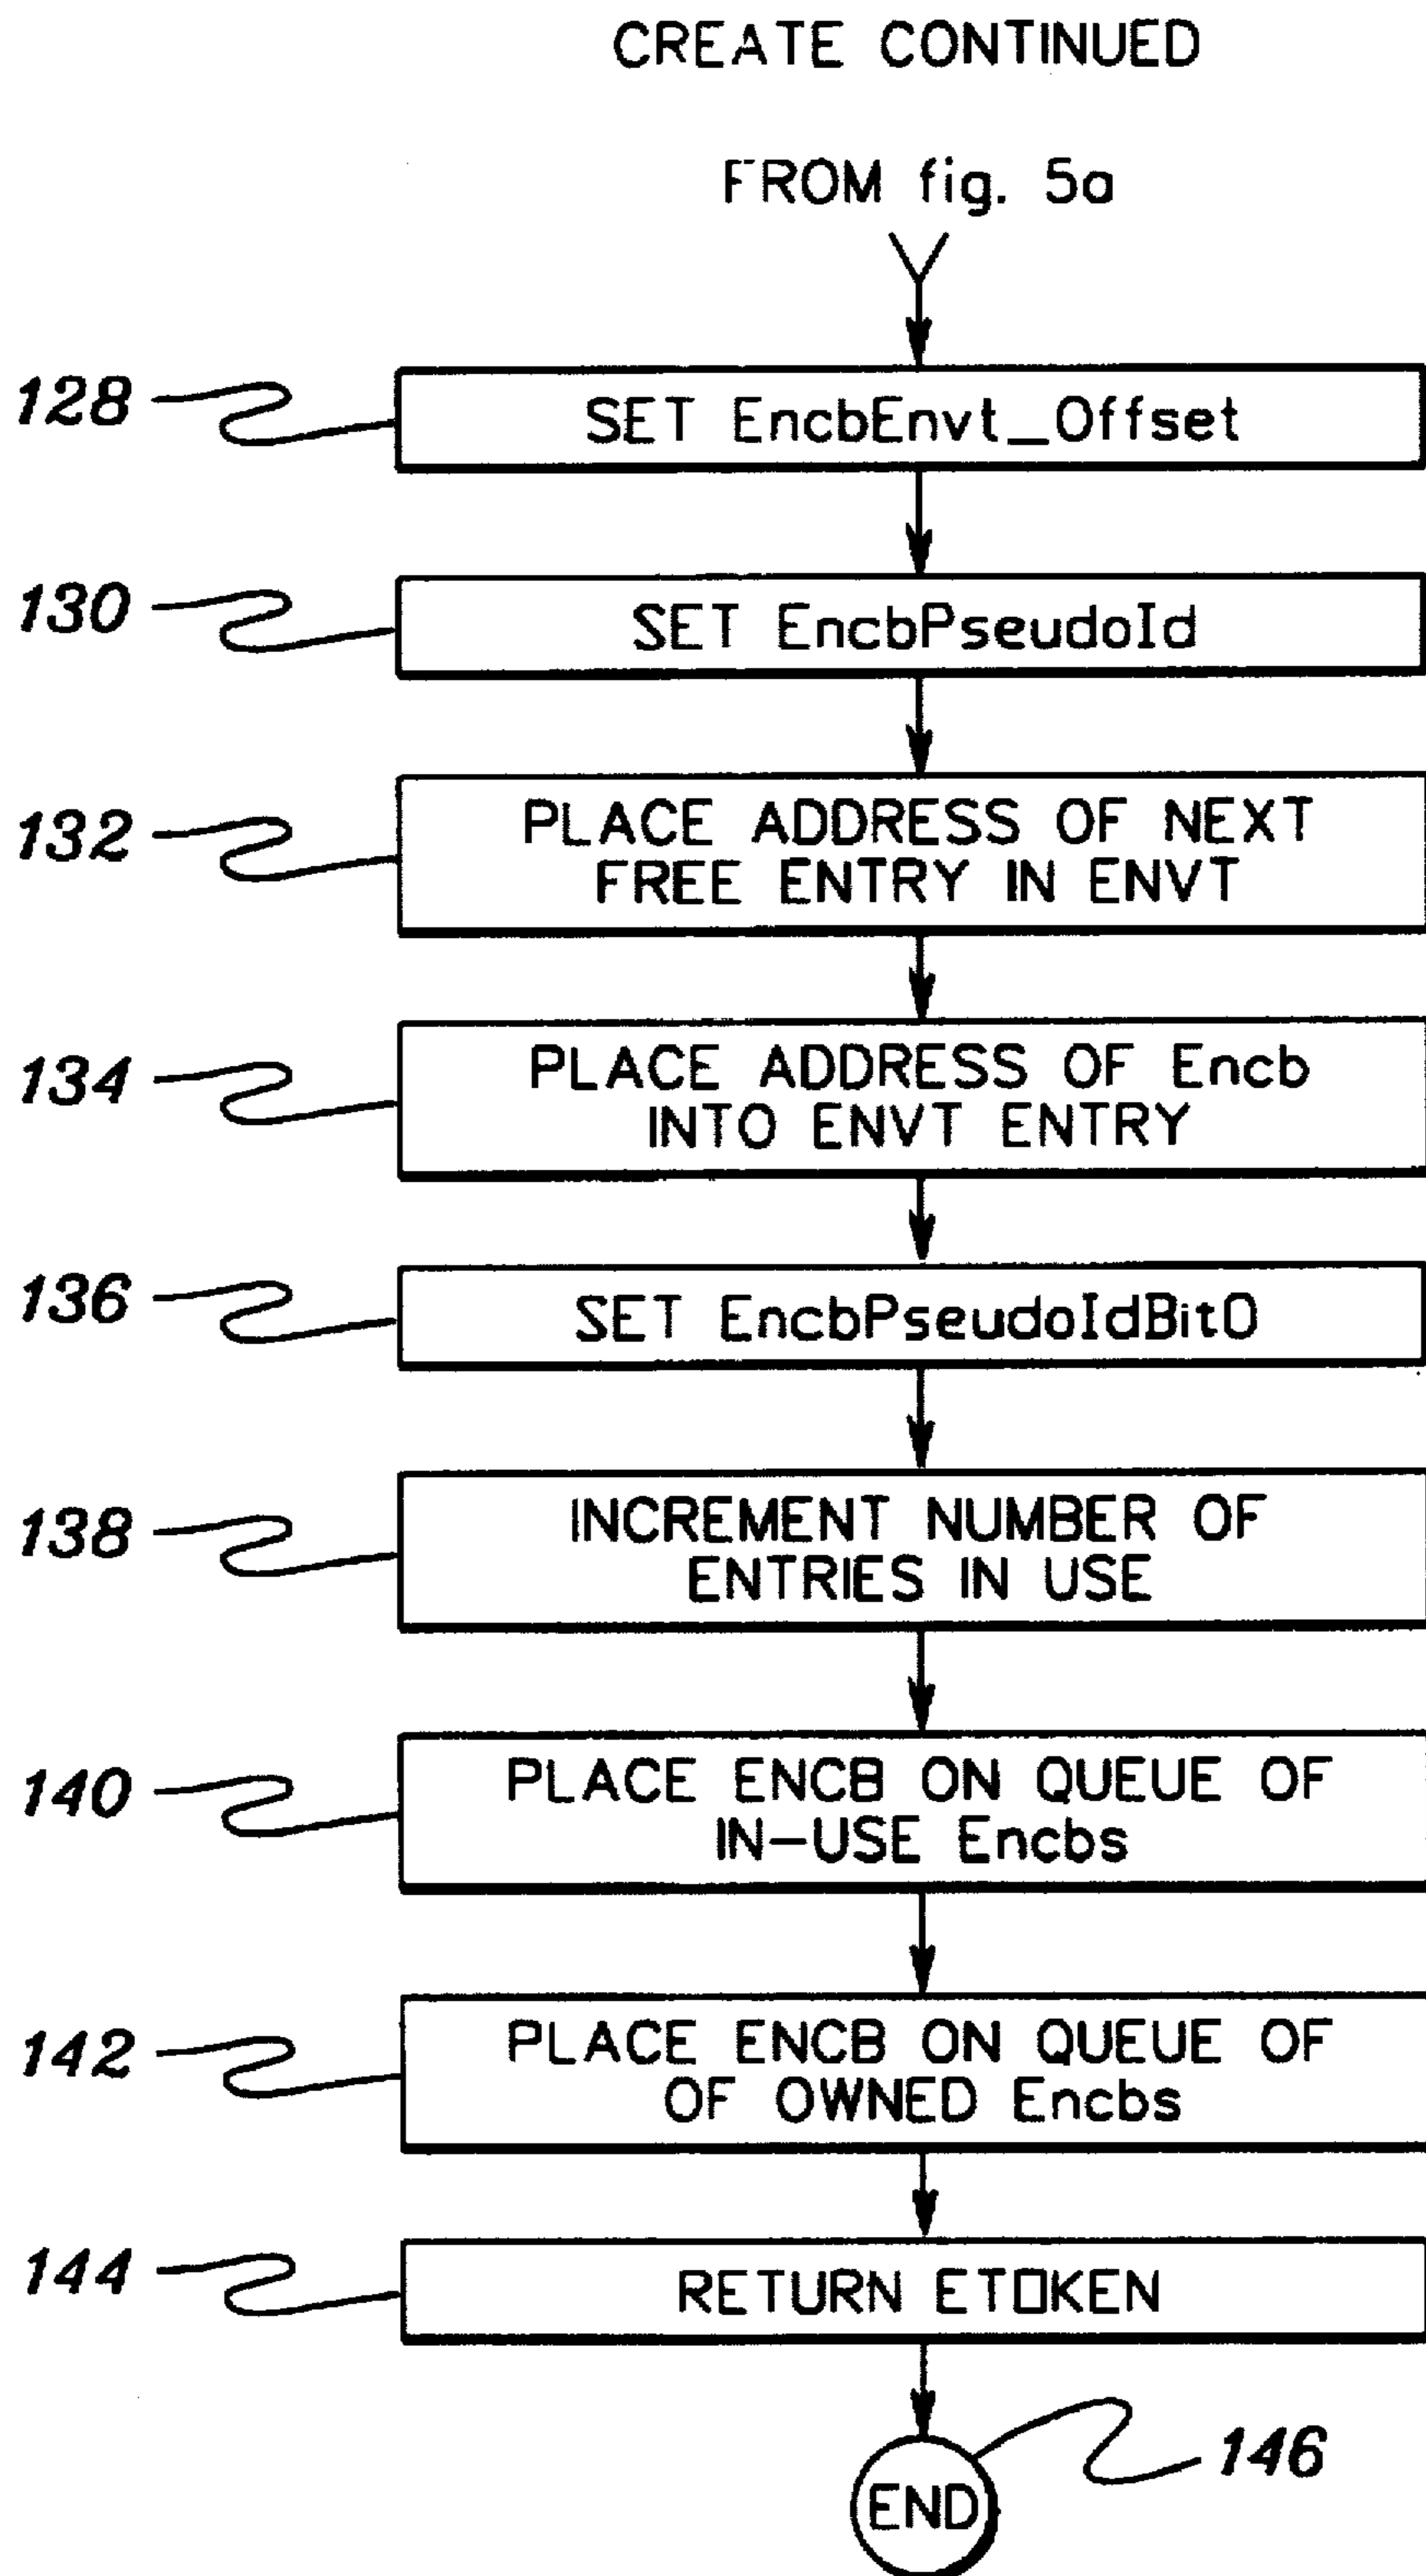 CREATE CONTINUED
FROM fig. 5a
128
SET EncbEnvt_Offset
130
SET EncbPseudoId
132
PLACE ADDRESS OF NEXT
FREE ENTRY IN ENVT
134
PLACE ADDRESS OF Encb
INTO ENVT ENTRY
136
SET EncbPseudoIdBit0
138
INCREMENT NUMBER OF
ENTRIES IN USE
140
PLACE ENCB ON QUEUE OF
IN-USE Encbs
142
PLACE ENCB ON QUEUE OF
OF OWNED Encbs
144
RETURN ETOKEN
END
146